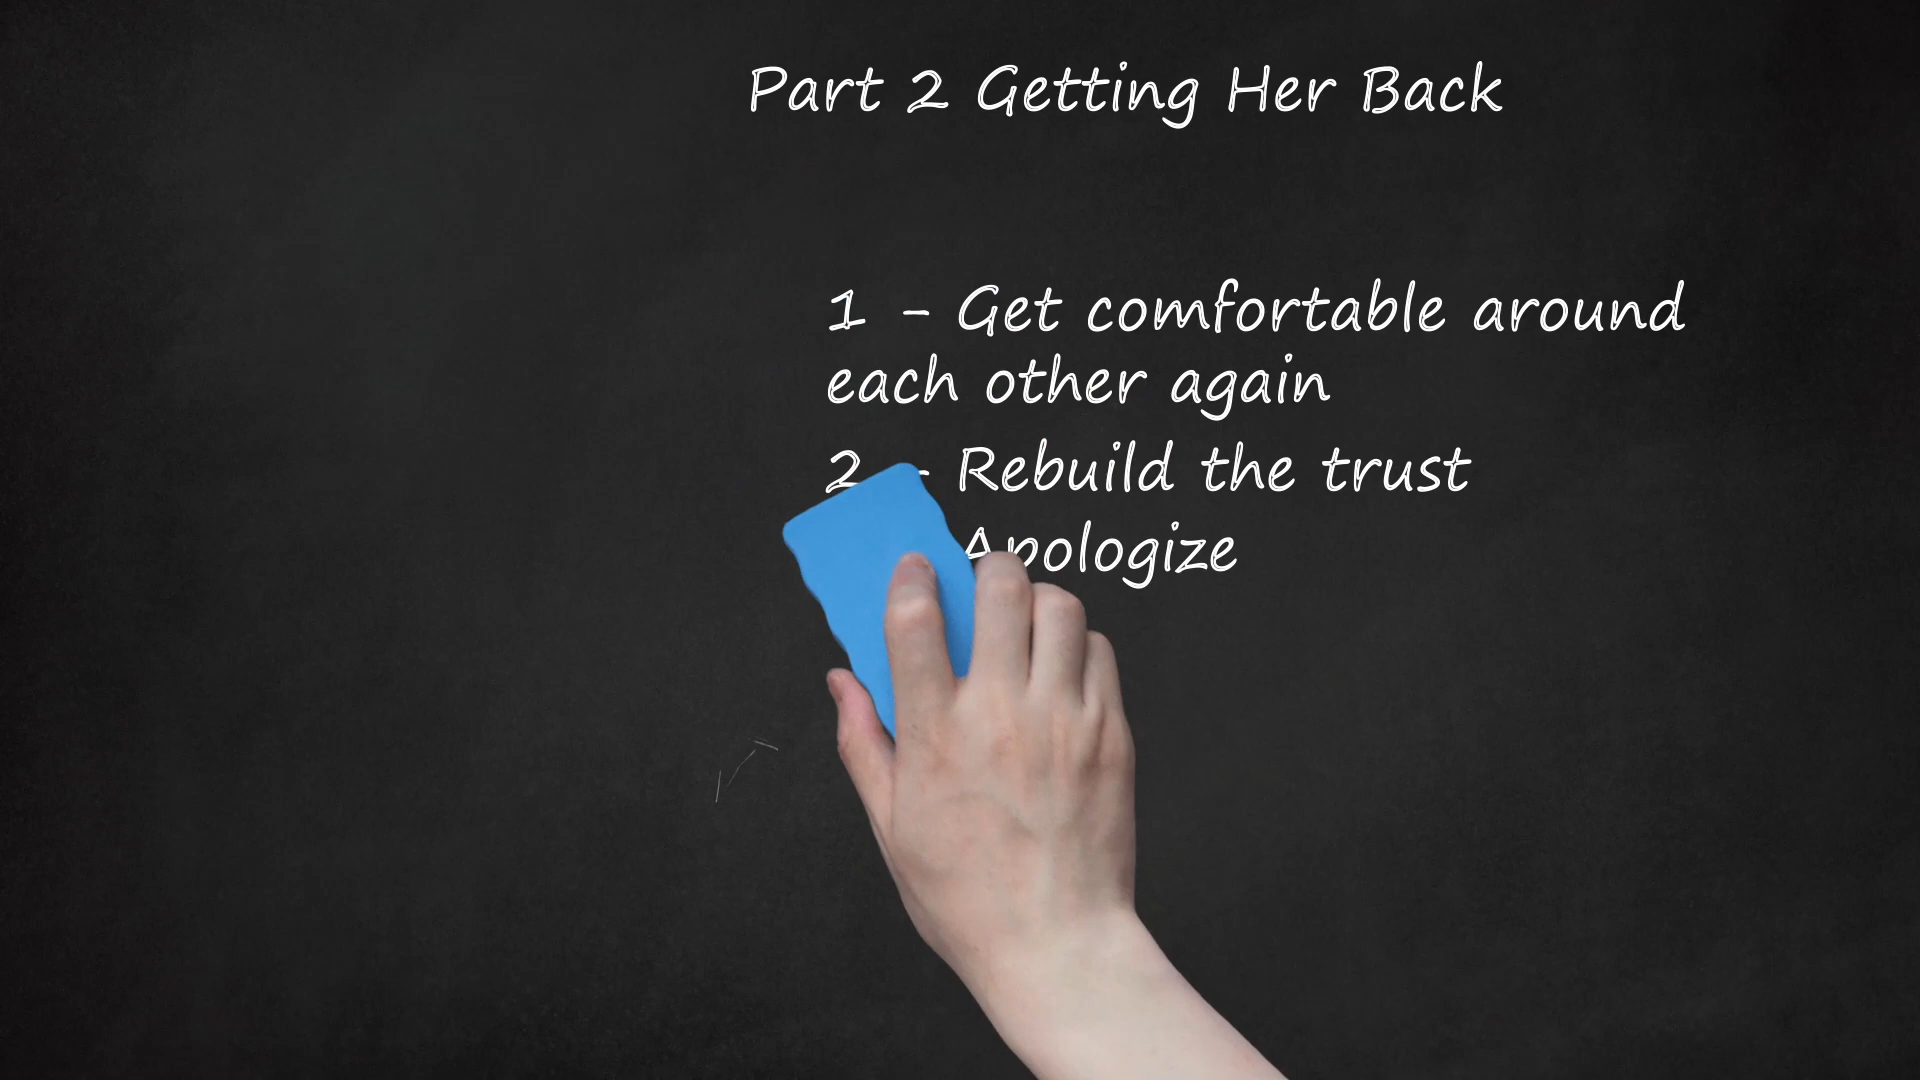 Part 2 Getting Her Back
1 - Get comfortable around
each other again
2 - Rebuild the trust
Apologize